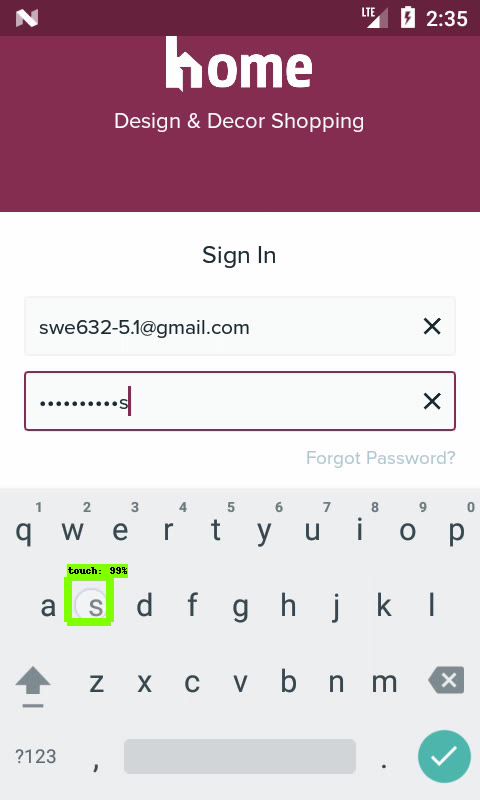 LTE 2:35
home
Design & Decor Shopping
Sign In
swe632-5.1@gmail.com
••••••••••s
Forgot Password?
1 2 3 4 5 6 7 8 9 0
q w e r t y u i o p
touch: 99%
a s d f g h j k l
z x c v b n m
?123 , .